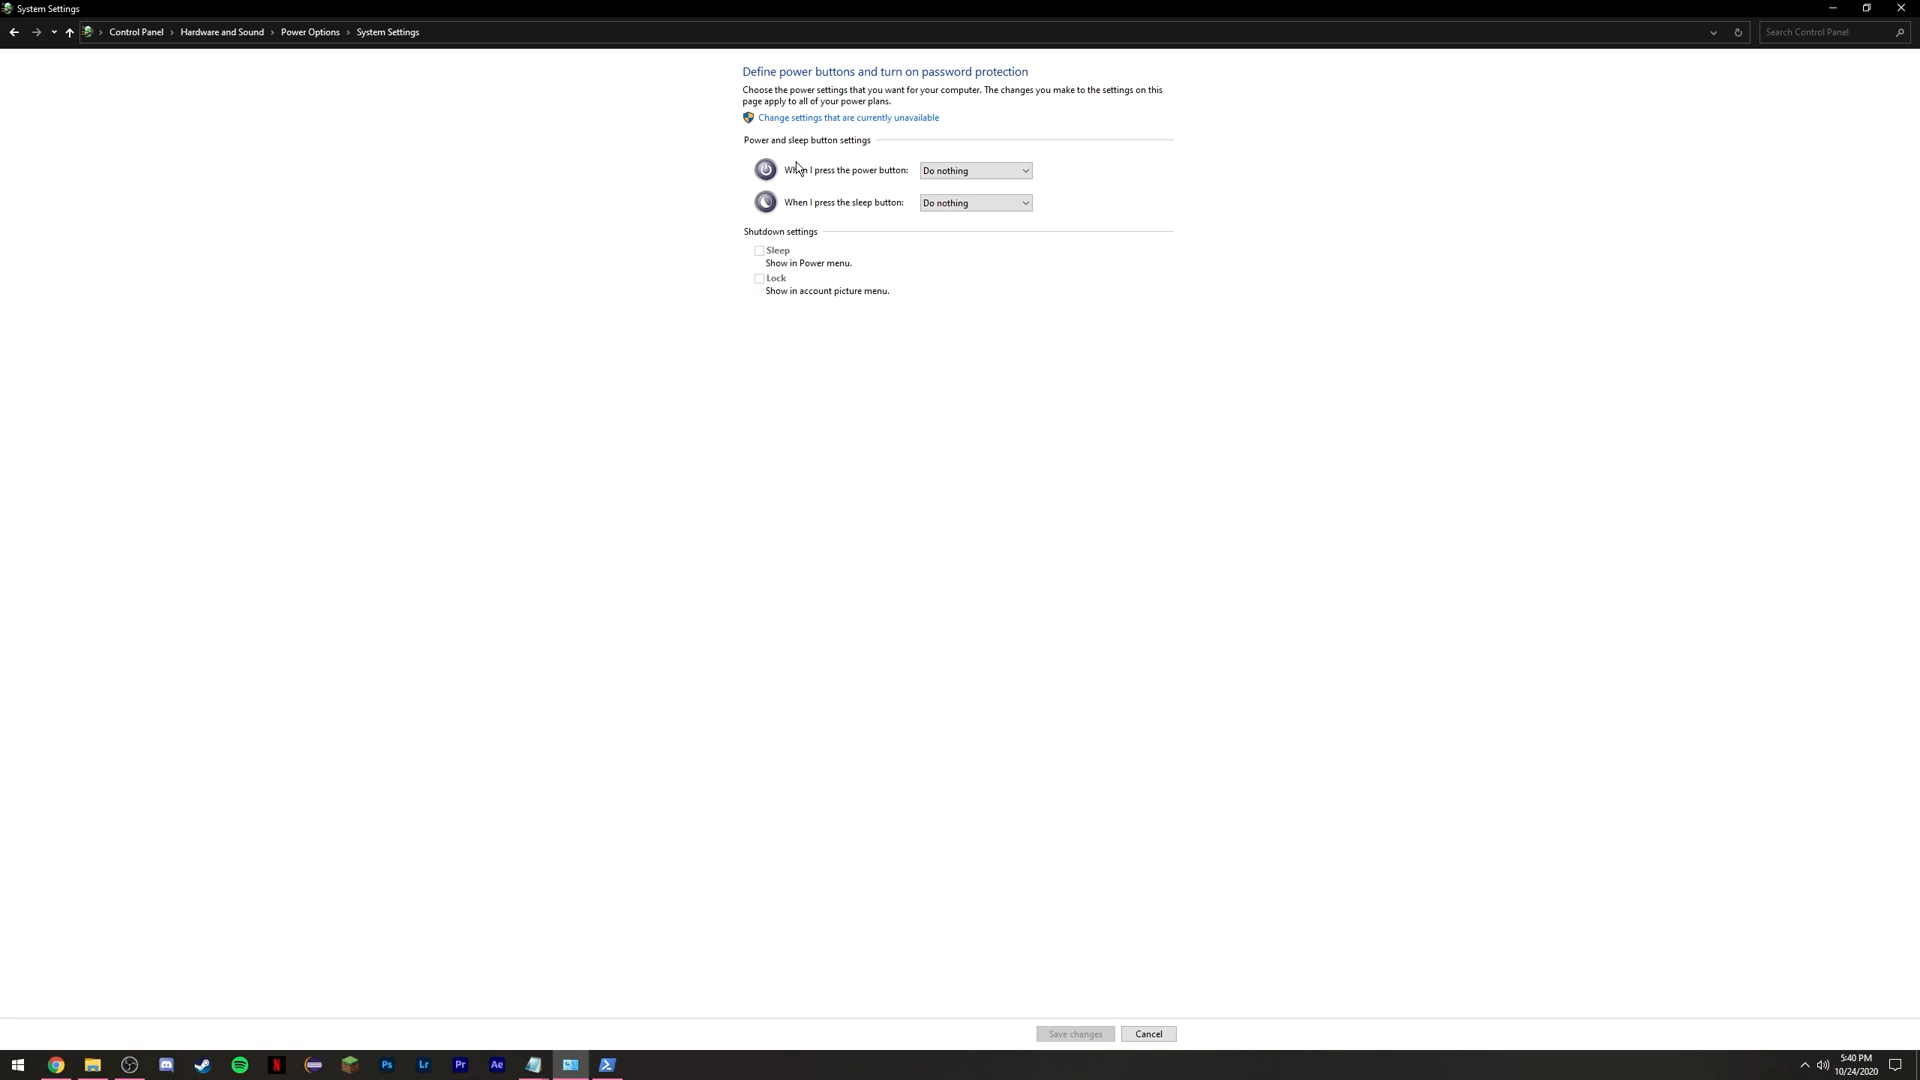 System Settings
Control Panel
Hardware and Sound
Power Options
System Settings
Search Control Panel
Define power buttons and turn on password protection
Choose the power settings that you want for your computer. The changes you make to the settings on this
page apply to all of your power plans.
Change settings that are currently unavailable
Power and sleep button settings
When I press the power button:
Do nothing
When I press the sleep button:
Do nothing
Shutdown settings
Sleep
Show in Power menu.
Lock
Show in account picture menu.
Save changes
Cancel
N
Ps
Lr
Pr
Ae
5:40 PM
10/24/2020